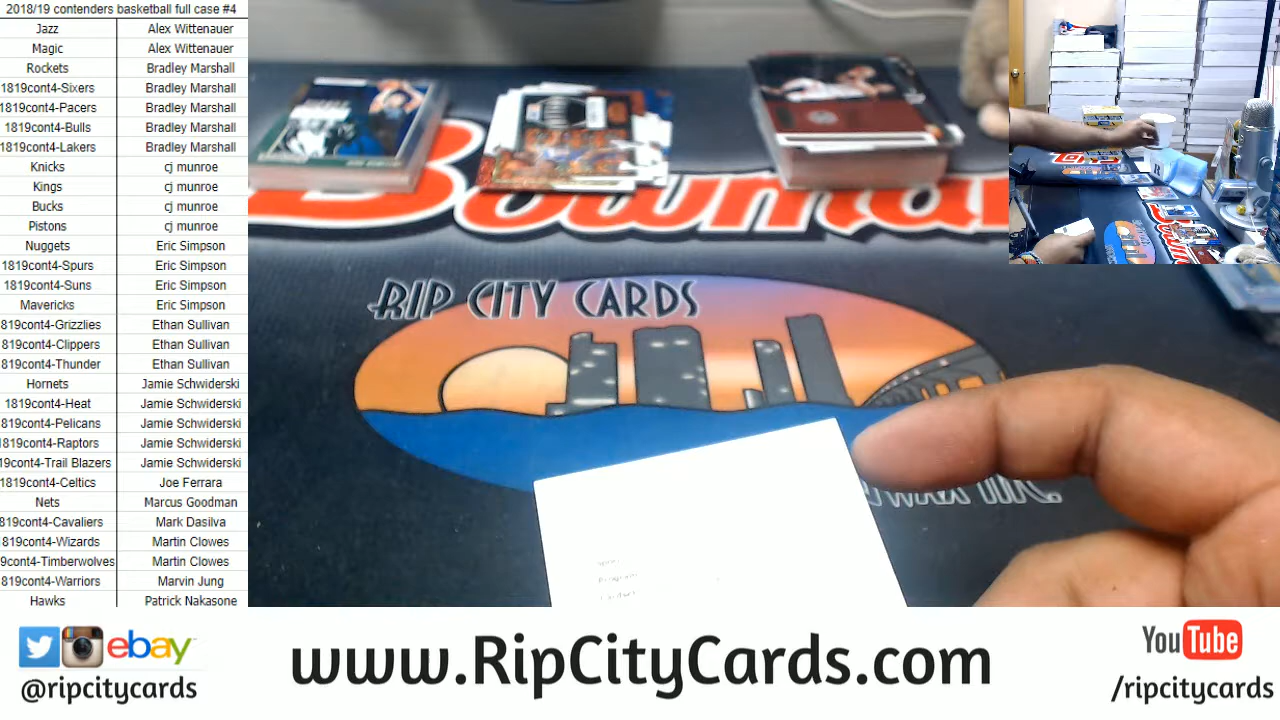 2018/19 contenders basketball full case #4
Jazz Alex Wittenauer
Magic Alex Wittenauer
Rockets Bradley Marshall
1819cont4-Sixers Bradley Marshall
1819cont4-Pacers Bradley Marshall
1819cont4-Bulls Bradley Marshall
1819cont4-Lakers Bradley Marshall
Knicks cj munroe
Kings cj munroe
Bucks cj munroe
Pistons cj munroe
Nuggets Eric Simpson
1819cont4-Spurs Eric Simpson
1819cont4-Suns Eric Simpson
Mavericks Eric Simpson
819cont4-Grizzlies Ethan Sullivan
819cont4-Clippers Ethan Sullivan
819cont4-Thunder Ethan Sullivan
Hornets Jamie Schwiderski
1819cont4-Heat Jamie Schwiderski
819cont4-Pelicans Jamie Schwiderski
1819cont4-Raptors Jamie Schwiderski
19cont4-Trail Blazers Jamie Schwiderski
1819cont4-Celtics Joe Ferrara
Nets Marcus Goodman
819cont4-Cavaliers Mark Dasilva
1819cont4-Wizards Martin Clowes
9cont4-Timberwolves Martin Clowes
819cont4-Warriors Marvin Jung
Hawks Patrick Nakasone
Bowma
RIP CITY CARDS
INC.
ebay
@ripcitycards
www.RipCityCards.com
YouTube
/ripcitycards